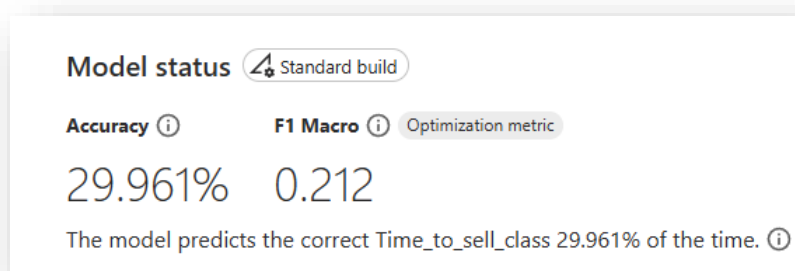 Model status Standard build
Accuracy F1 Macro Optimization metric
29.961% 0.212
The model predicts the correct Time_to_sell_class 29.961% of the time.